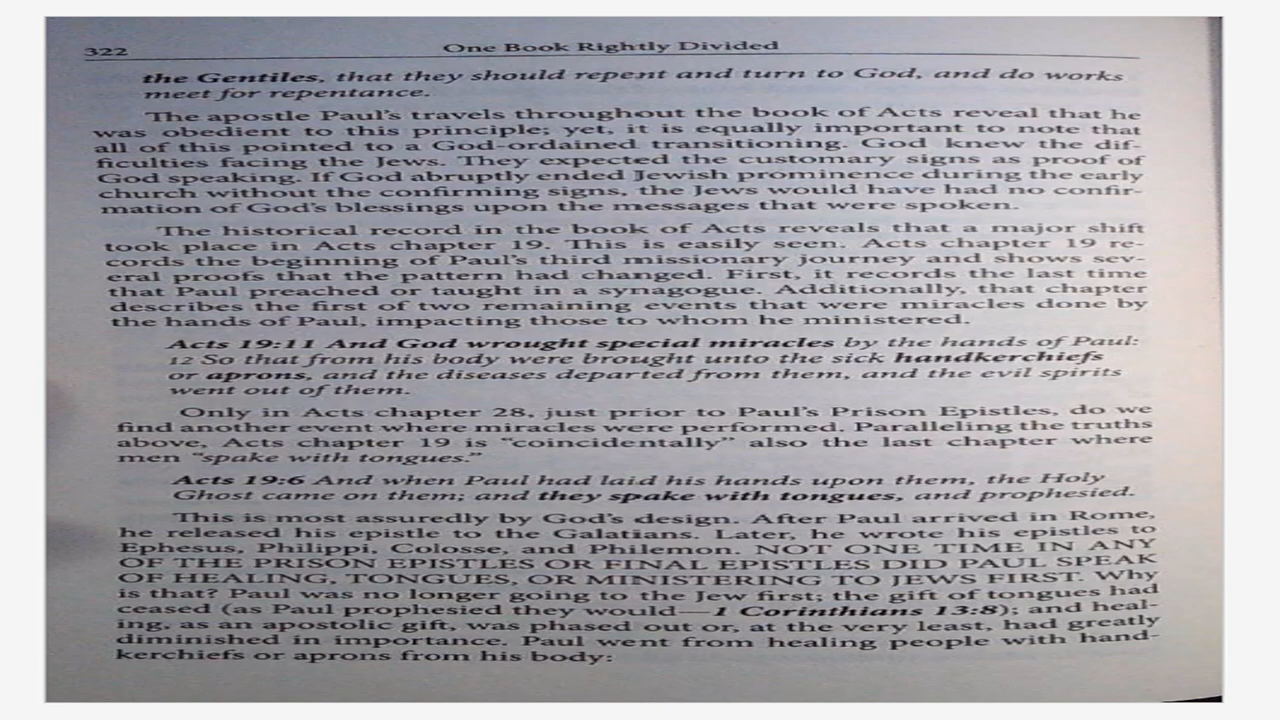 322
One Book Rightly Divided
the Gentiles, that they should repent and turn to God, and do works
meet for repentance.
The apostle Paul's travels throughout the book of Acts reveal that he
was obedient to this principle; yet, it is equally important to note that
all of this pointed to a God-ordained transitioning. God knew the dif-
ficulties facing the Jews. They expected the customary signs as proof of
God speaking. If God abruptly ended Jewish prominence during the early
church without the confirming signs, the Jews would have had no confir-
mation of God's blessings upon the messages that were spoken.
The historical record in the book of Acts reveals that a major shift
took place in Acts chapter 19. This is easily seen. Acts chapter 19 re-
cords the beginning of Paul's third missionary journey and shows sev-
eral proofs that the pattern had changed. First, it records the last time
that Paul preached or taught in a synagogue. Additionally, that chapter
describes the first of two remaining events that were miracles done by
the hands of Paul, impacting those to whom he ministered.
Acts 19:11 And God wrought special miracles by the hands of Paul:
12 So that from his body were brought unto the sick handkerchiefs
or aprons, and the diseases departed from them, and the evil spirits
went out of them.
Only in Acts chapter 28, just prior to Paul's Prison Epistles, do we
find another event where miracles were performed. Paralleling the truths
above, Acts chapter 19 is "coincidentally" also the last chapter where
men "spake with tongues."
Acts 19:6 And when Paul had laid his hands upon them, the Holy
Ghost came on them; and they spake with tongues, and prophesied.
This is most assuredly by God's design. After Paul arrived in Rome,
he released his epistle to the Galatians. Later, he wrote his epistles to
Ephesus, Philippi, Colosse, and Philemon. NOT ONE TIME IN ANY
OF THE PRISON EPISTLES OR FINAL EPISTLES DID PAUL SPEAK
OF HEALING, TONGUES, OR MINISTERING TO JEWS FIRST. Why
is that? Paul was no longer going to the Jew first; the gift of tongues had
ceased (as Paul prophesied they would—1 Corinthians 13:8); and heal-
ing, as an apostolic gift, was phased out or, at the very least, had greatly
diminished in importance. Paul went from healing people with hand-
kerchiefs or aprons from his body: